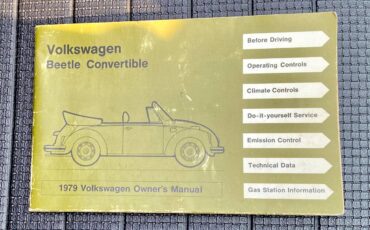 Volkswagen
Beetle Convertible
1979 Volkswagen Owner's Manual
Before Driving
Operating Controls
Climate Controls
Do-it-yourself Service
Emission Control
Technical Data
Gas Station Information